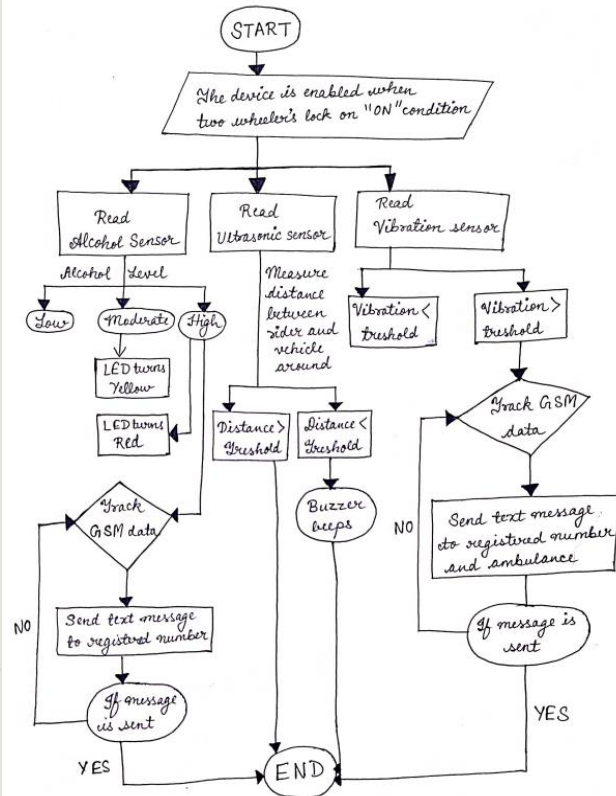 START
The device is enabled when
two wheeler's lock on "ON" condition
Read
Alcohol Sensor
Read
Ultrasonic sensor
Read
Vibration sensor
Alcohol Level
Low
Moderate
High
LED turns
Yellow
LED turns
Red
Measure
distance
between
rider and
vehicle
around
Vibration <
treshold
Vibration >
treshold
Distance >
Treshold
Distance <
Treshold
Buzzer
beeps
Track GSM
data
NO
Send text message
to registered number
and ambulance
If message is
sent
YES
Track
GSM data
NO
Send text message
to registered number
If message
is sent
YES
END